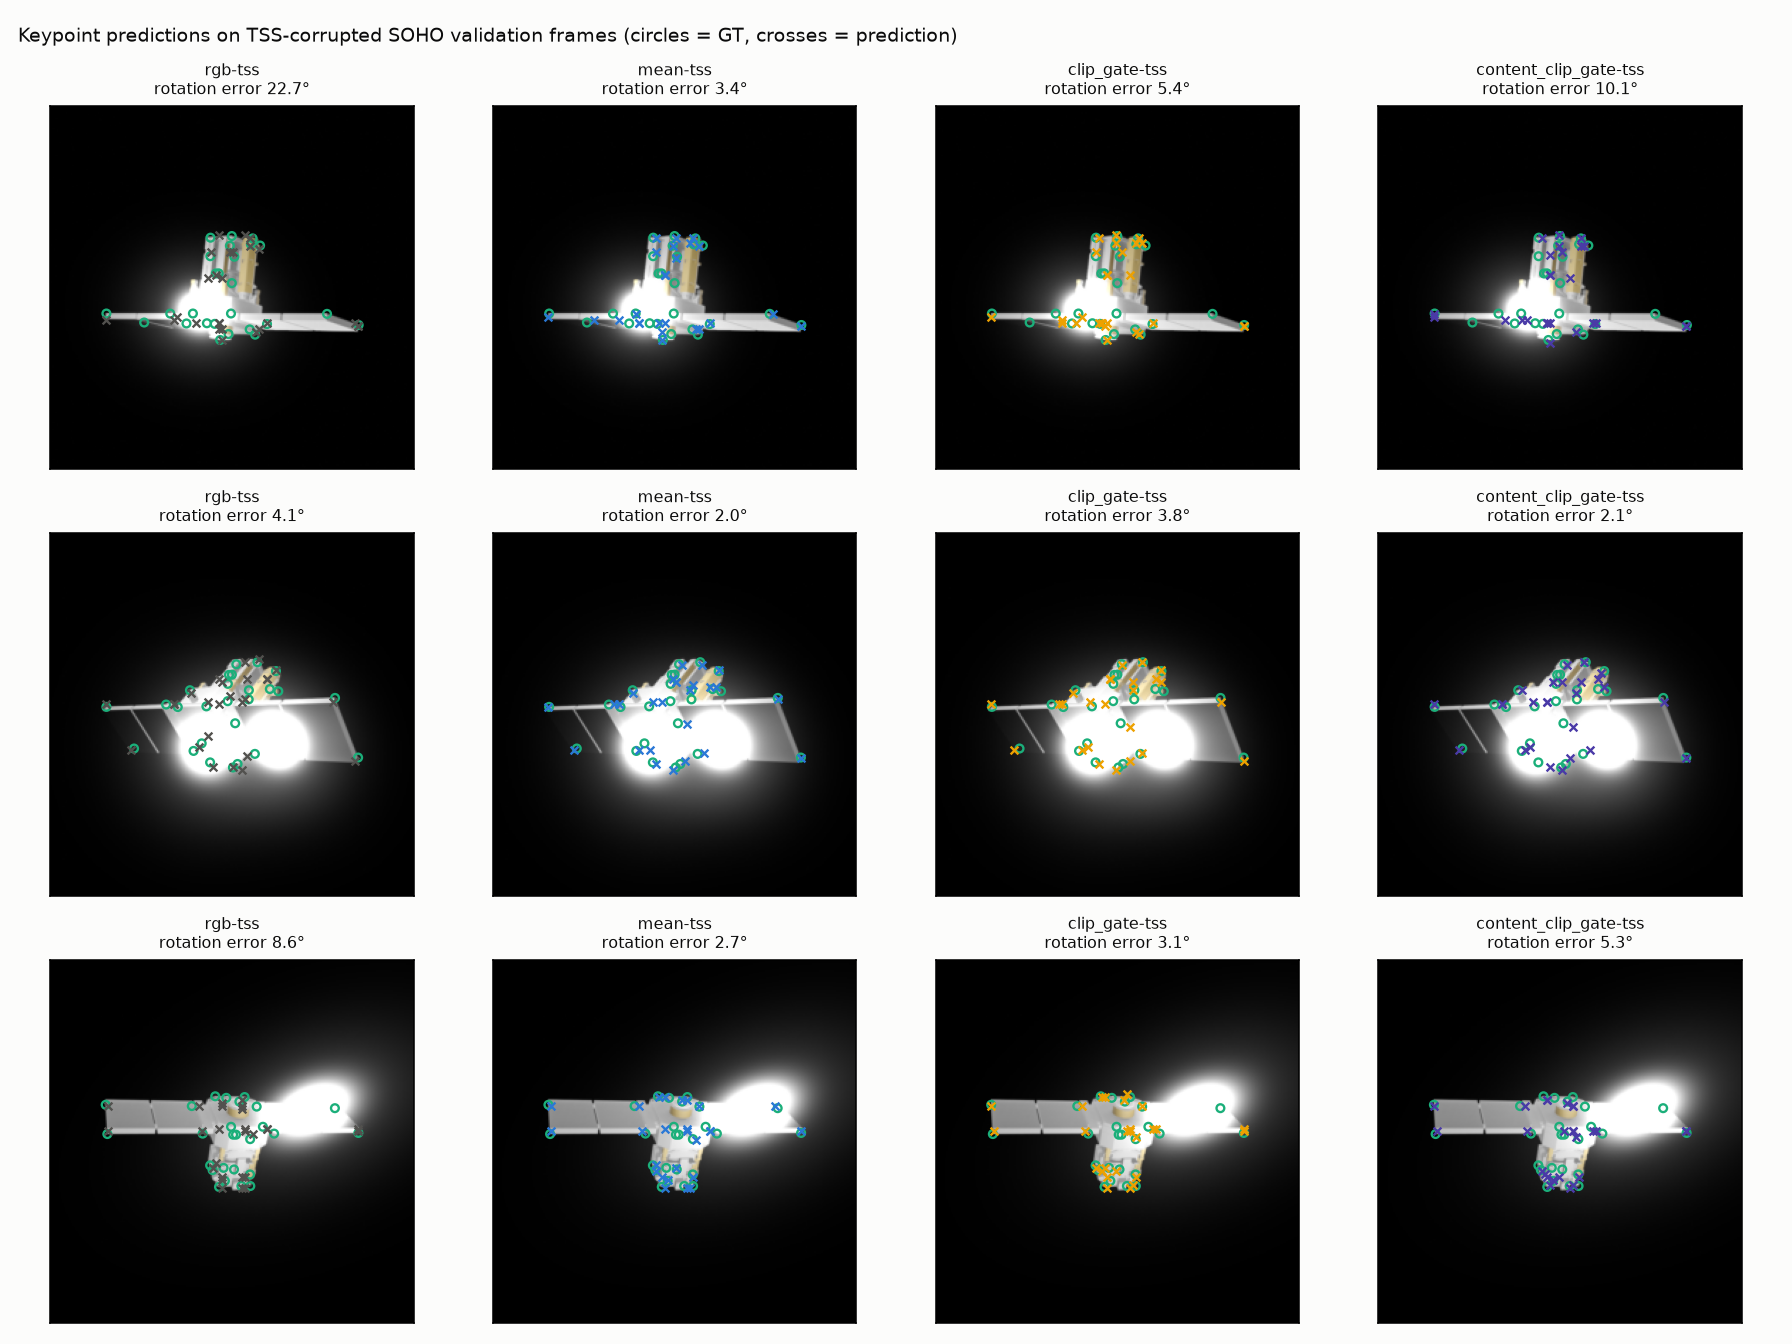 Keypoint predictions on TSS-corrupted SOHO validation frames (circles = GT, crosses = prediction)
rgb-tss
rotation error 22.7°
mean-tss
rotation error 3.4°
clip_gate-tss
rotation error 5.4°
content_clip_gate-tss
rotation error 10.1°
rgb-tss
rotation error 4.1°
mean-tss
rotation error 2.0°
clip_gate-tss
rotation error 3.8°
content_clip_gate-tss
rotation error 2.1°
rgb-tss
rotation error 8.6°
mean-tss
rotation error 2.7°
clip_gate-tss
rotation error 3.1°
content_clip_gate-tss
rotation error 5.3°